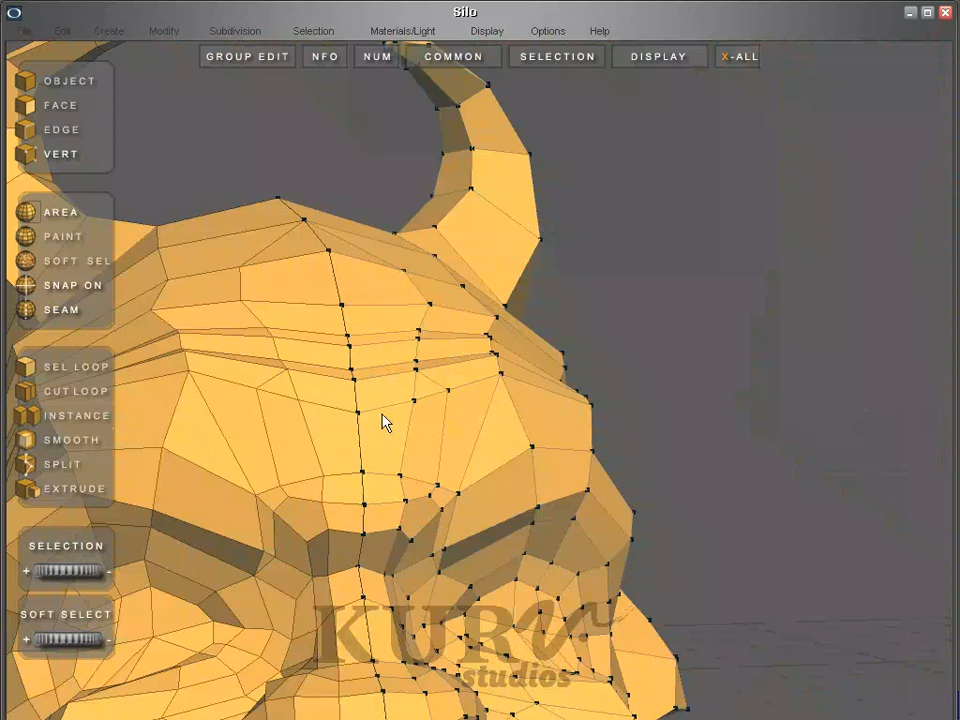 Silo
File Edit Create Modify Subdivision Selection Materials/Light Display Options Help
GROUP EDIT NFO NUM COMMON SELECTION DISPLAY X-ALL
OBJECT
FACE
EDGE
VERT
AREA
PAINT
SOFT SEL
SNAP ON
SEAM
SEL LOOP
CUT LOOP
INSTANCE
SMOOTH
SPLIT
EXTRUDE
SELECTION
+ -
SOFT SELECT
+ -
KURV
studios